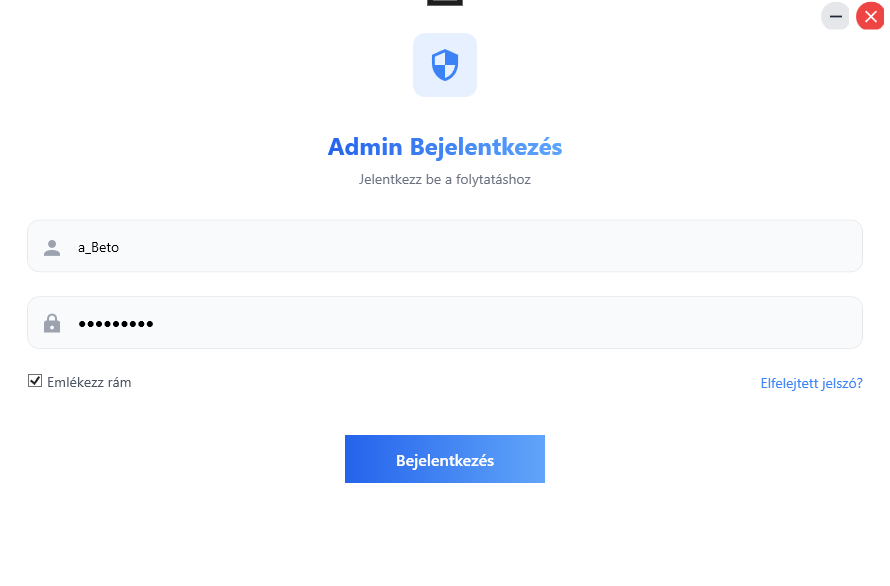 Admin Bejelentkezés
Jelentkezz be a folytatáshoz
a_Beto
•••••••••
Emlékezz rám
Elfelejtett jelszó?
Bejelentkezés